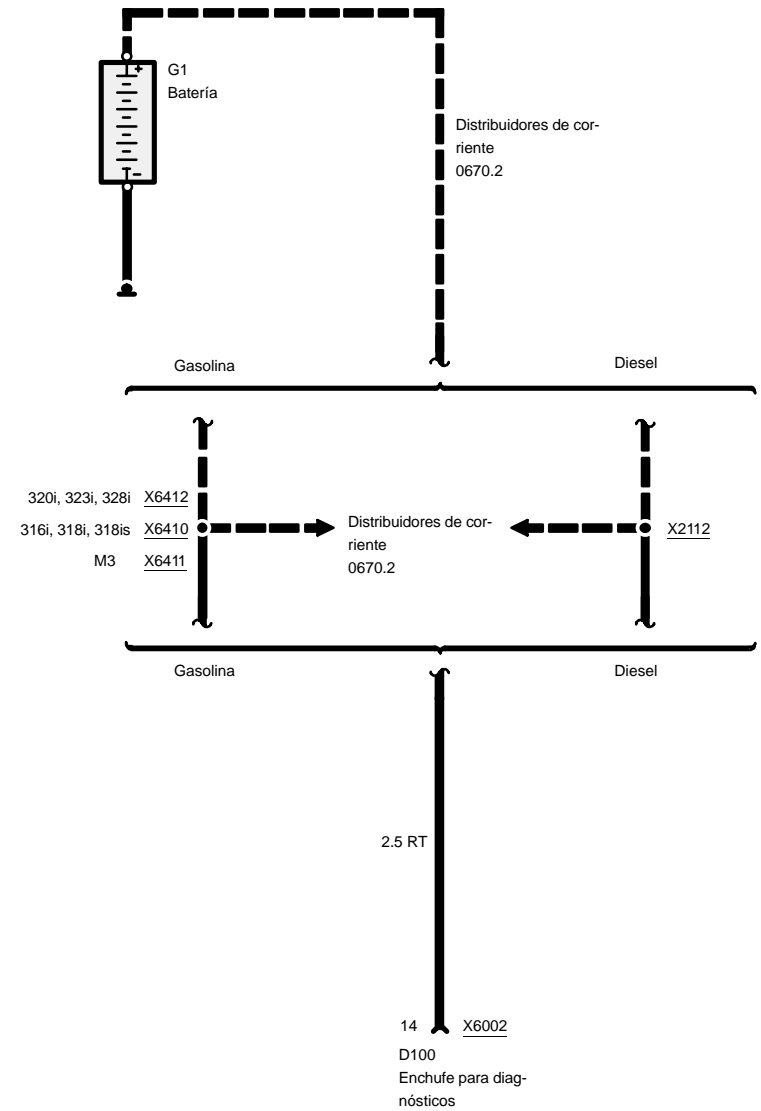 G1
Batería
Distribuidores de cor-
riente
0670.2
Gasolina
Diesel
320i, 323i, 328i X6412
316i, 318i, 318is X6410
M3 X6411
Distribuidores de cor-
riente
0670.2
X2112
Gasolina
Diesel
2.5 RT
14 X6002
D100
Enchufe para diag-
nósticos